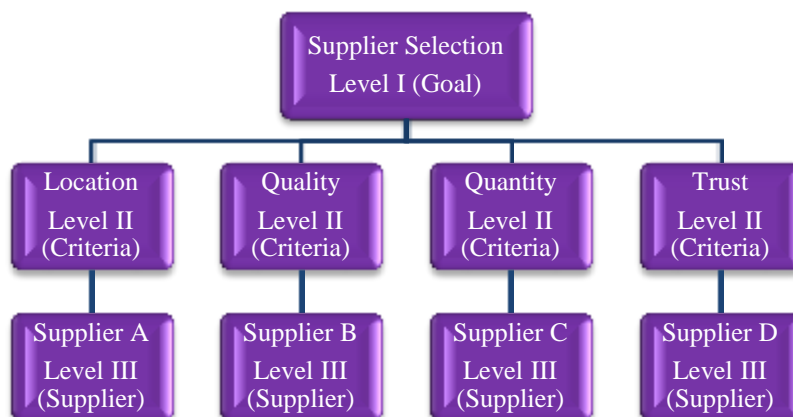 Supplier Selection
Level I (Goal)
Location
Level II
(Criteria)
Quality
Level II
(Criteria)
Quantity
Level II
(Criteria)
Trust
Level II
(Criteria)
Supplier A
Level III
(Supplier)
Supplier B
Level III
(Supplier)
Supplier C
Level III
(Supplier)
Supplier D
Level III
(Supplier)